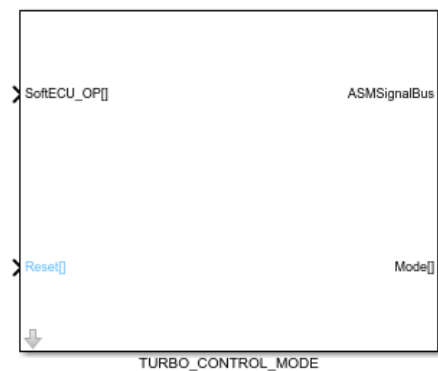 SoftECU_OP[]
ASMSignalBus
Reset[]
Mode[]
TURBO_CONTROL_MODE